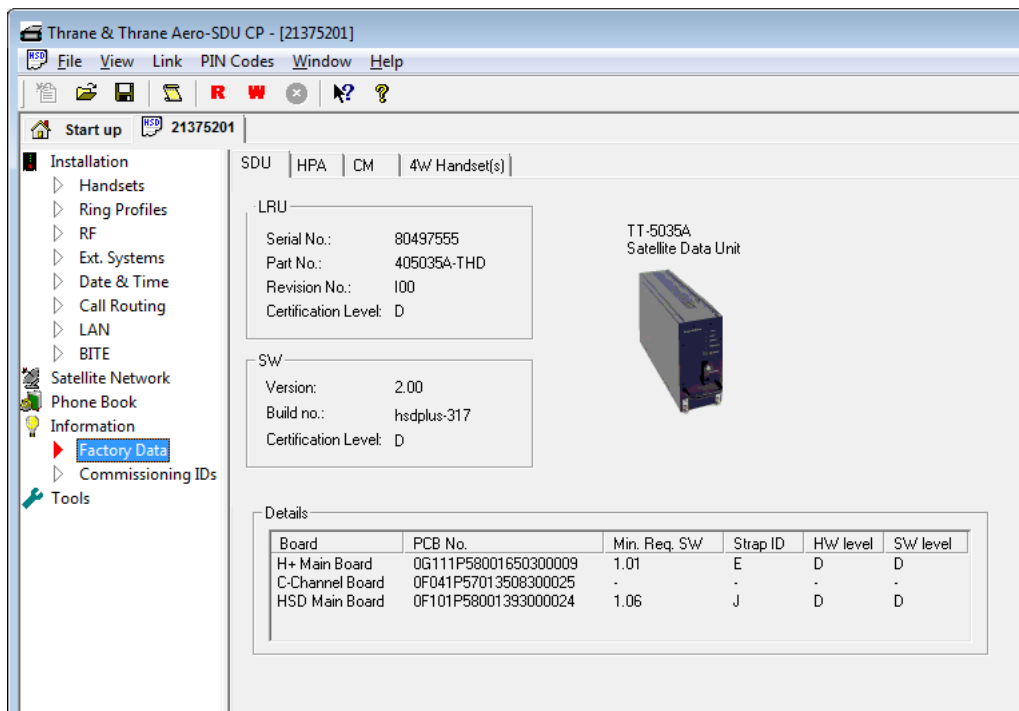 Thrane & Thrane Aero-SDU CP - [21375201]
HSD File View Link PIN Codes Window Help
R W ? ?
Start up HSD 21375201
Installation
Handsets
Ring Profiles
RF
Ext. Systems
Date & Time
Call Routing
LAN
BITE
Satellite Network
Phone Book
Information
Factory Data
Commissioning IDs
Tools
SDU HPA CM 4W Handset(s)
LRU
Serial No.: 80497555
Part No.: 405035A-THD
Revision No.: I00
Certification Level: D
TT-5035A
Satellite Data Unit
SW
Version: 2.00
Build no.: hsdplus-317
Certification Level: D
Details
Board PCB No. Min. Req. SW Strap ID HW level SW level
H+ Main Board 0G111P58001650300009 1.01 E D D
C-Channel Board 0F041P57013508300025 - - - -
HSD Main Board 0F101P58001393000024 1.06 J D D